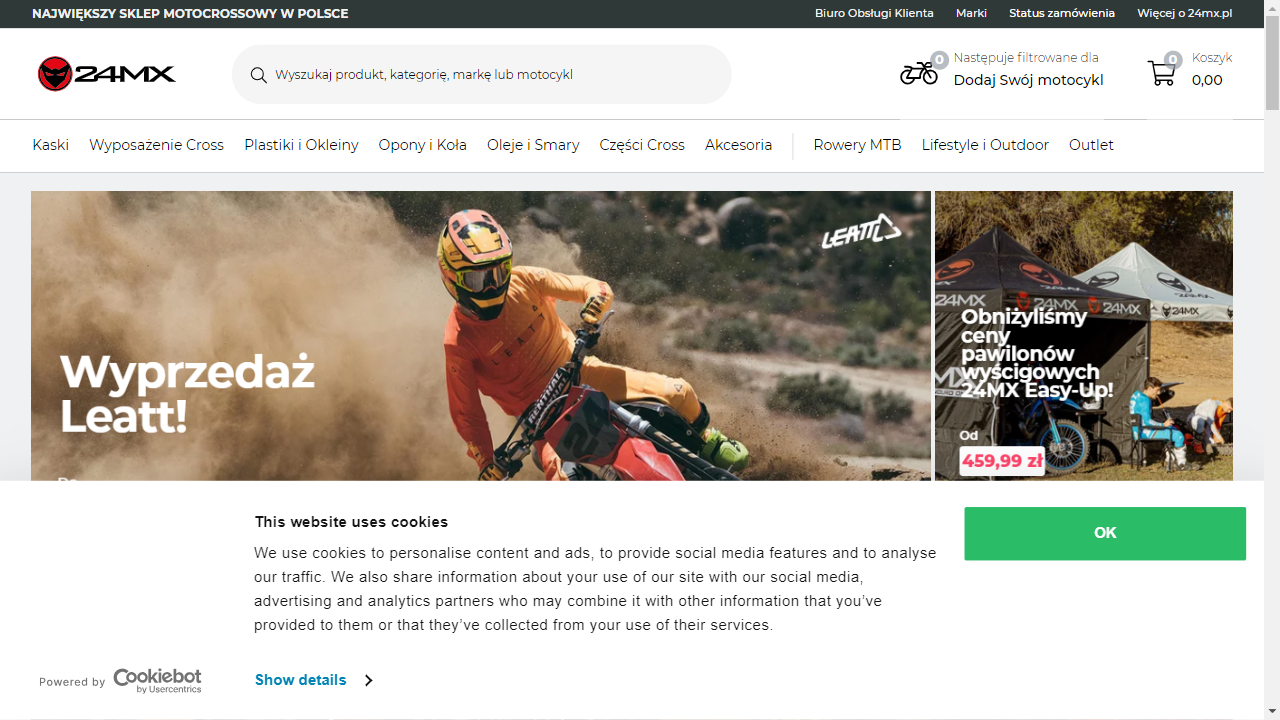 NAJWIĘKSZY SKLEP MOTOCROSSOWY W POLSCE
Biuro Obsługi Klienta
Marki
Status zamówienia
Więcej o 24mx.pl
24MX
Wyszukaj produkt, kategorię, markę lub motocykl
0
Następuje filtrowane dla
Dodaj Swój motocykl
0
Koszyk
0,00
Kaski
Wyposażenie Cross
Plastiki i Okleiny
Opony i Koła
Oleje i Smary
Części Cross
Akcesoria
Rowery MTB
Lifestyle i Outdoor
Outlet
LEATT
Wyprzedaż
Leatt!
RENTHAL
24MX
24MX
24MX
24MX
Obniżyliśmy
ceny
pawilonów
wyścigowych
24MX Easy-Up!
Od
459,99 zł
This website uses cookies
We use cookies to personalise content and ads, to provide social media features and to analyse
our traffic. We also share information about your use of our site with our social media,
advertising and analytics partners who may combine it with other information that you've
provided to them or that they've collected from your use of their services.
OK
Powered by
Cookiebot
by Usercentrics
Show details